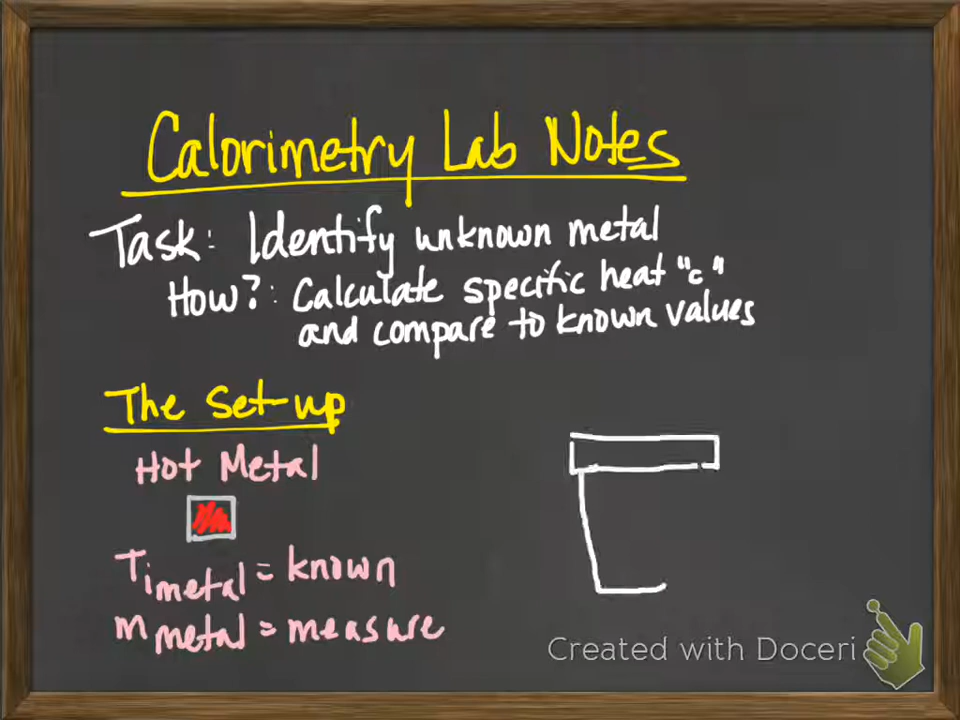 Calorimetry Lab Notes
Task: Identify unknown metal
How?: Calculate specific heat "c"
and compare to known values
The Set-up
Hot Metal
Timetal = known
mmetal = measure
Created with Doceri